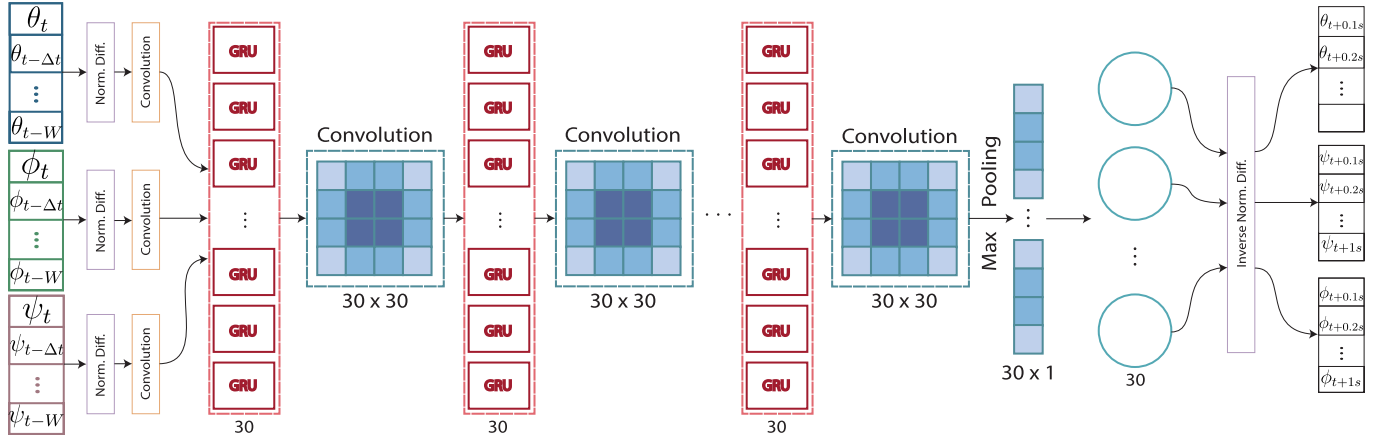 θ_t
θ_{t−Δt}
...
θ_{t−W}
ϕ_t
ϕ_{t−Δt}
...
ϕ_{t−W}
ψ_t
ψ_{t−Δt}
...
ψ_{t−W}
Norm. Diff.
Convolution
Norm. Diff.
Convolution
Norm. Diff.
Convolution
GRU
GRU
GRU
...
GRU
GRU
GRU
30
Convolution
30 x 30
GRU
GRU
GRU
...
GRU
GRU
GRU
30
Convolution
30 x 30
...
GRU
GRU
GRU
...
GRU
GRU
GRU
30
Convolution
30 x 30
Max Pooling
...
30 x 1
...
30
Inverse Norm. Diff.
θ_{t+0.1s}
θ_{t+0.2s}
...
ψ_{t+0.1s}
ψ_{t+0.2s}
...
ψ_{t+1s}
ϕ_{t+0.1s}
ϕ_{t+0.2s}
...
ϕ_{t+1s}